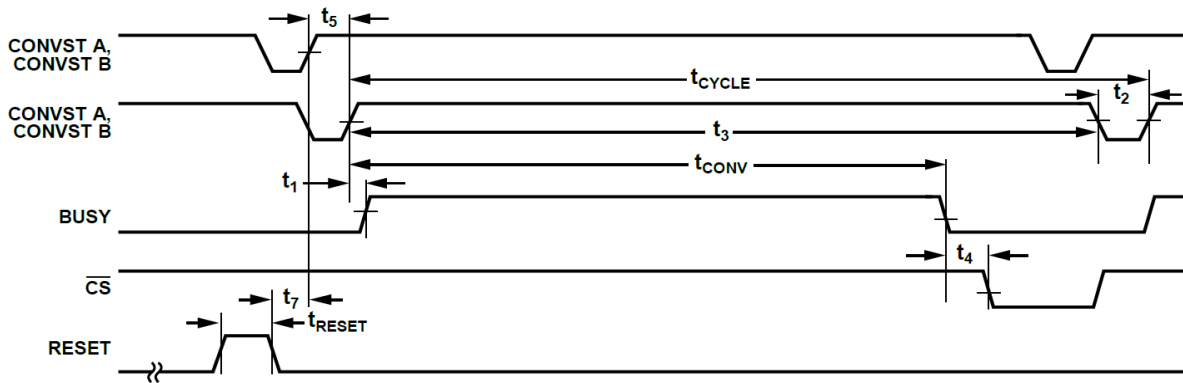 t5
CONVST A,
CONVST B
tCYCLE
CONVST A,
CONVST B
t2
t3
tCONV
t1
BUSY
t4
CS
t7
tRESET
RESET